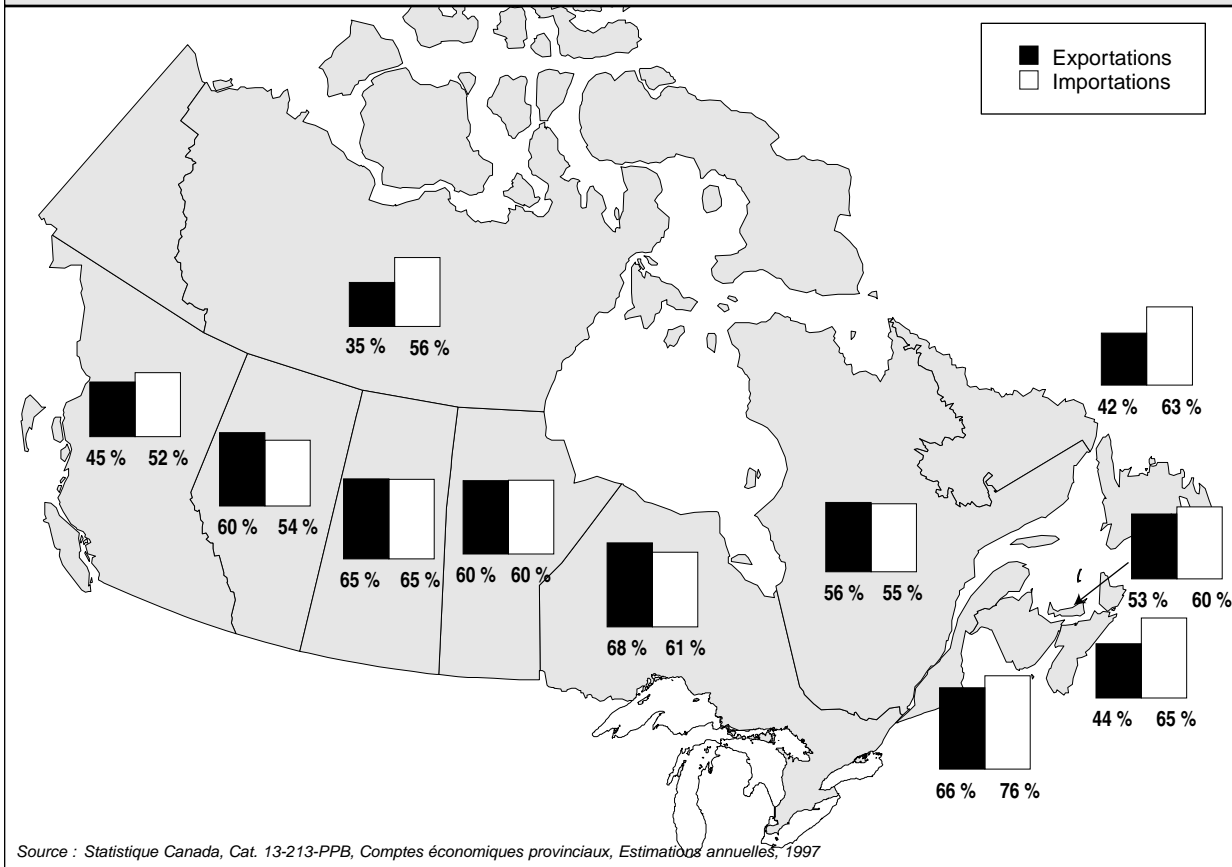 Exportations
Importations
35 % 56 %
42 % 63 %
45 % 52 %
60 % 54 %
65 % 65 %
60 % 60 %
68 % 61 %
56 % 55 %
53 % 60 %
44 % 65 %
66 % 76 %
Source : Statistique Canada, Cat. 13-213-PPB, Comptes économiques provinciaux, Estimations annuelles, 1997